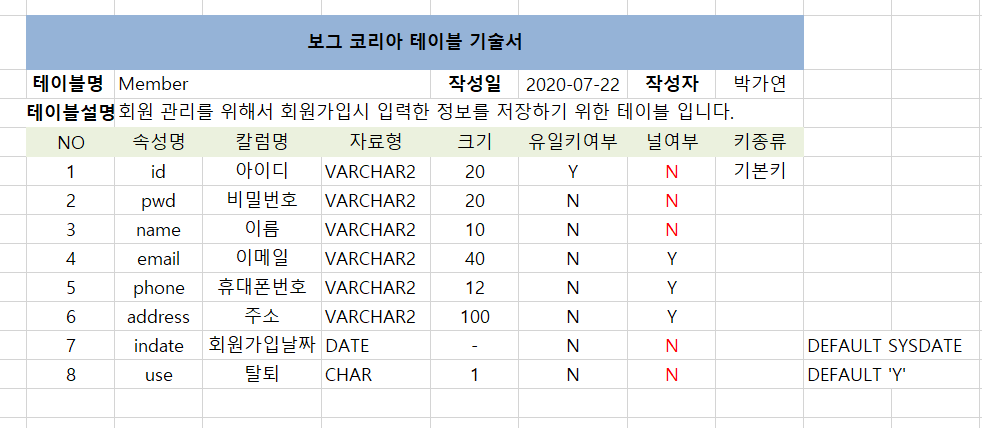 보그 코리아 테이블 기술서
테이블명 Member 작성일 2020-07-22 작성자 박가연
테이블설명 회원 관리를 위해서 회원가입시 입력한 정보를 저장하기 위한 테이블 입니다.
NO 속성명 칼럼명 자료형 크기 유일키여부 널여부 키종류
1 id 아이디 VARCHAR2 20 Y N 기본키
2 pwd 비밀번호 VARCHAR2 20 N N
3 name 이름 VARCHAR2 10 N N
4 email 이메일 VARCHAR2 40 N Y
5 phone 휴대폰번호 VARCHAR2 12 N Y
6 address 주소 VARCHAR2 100 N Y
7 indate 회원가입날짜 DATE - N N DEFAULT SYSDATE
8 use 탈퇴 CHAR 1 N N DEFAULT 'Y'